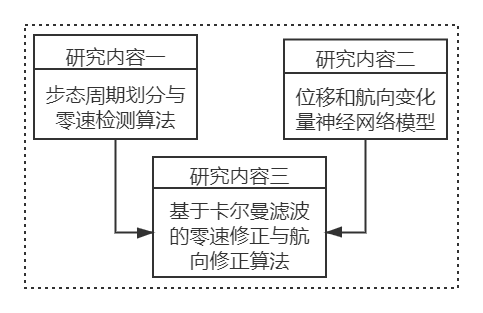 研究内容一
步态周期划分与
零速检测算法
研究内容二
位移和航向变化
量神经网络模型
研究内容三
基于卡尔曼滤波
的零速修正与航
向修正算法